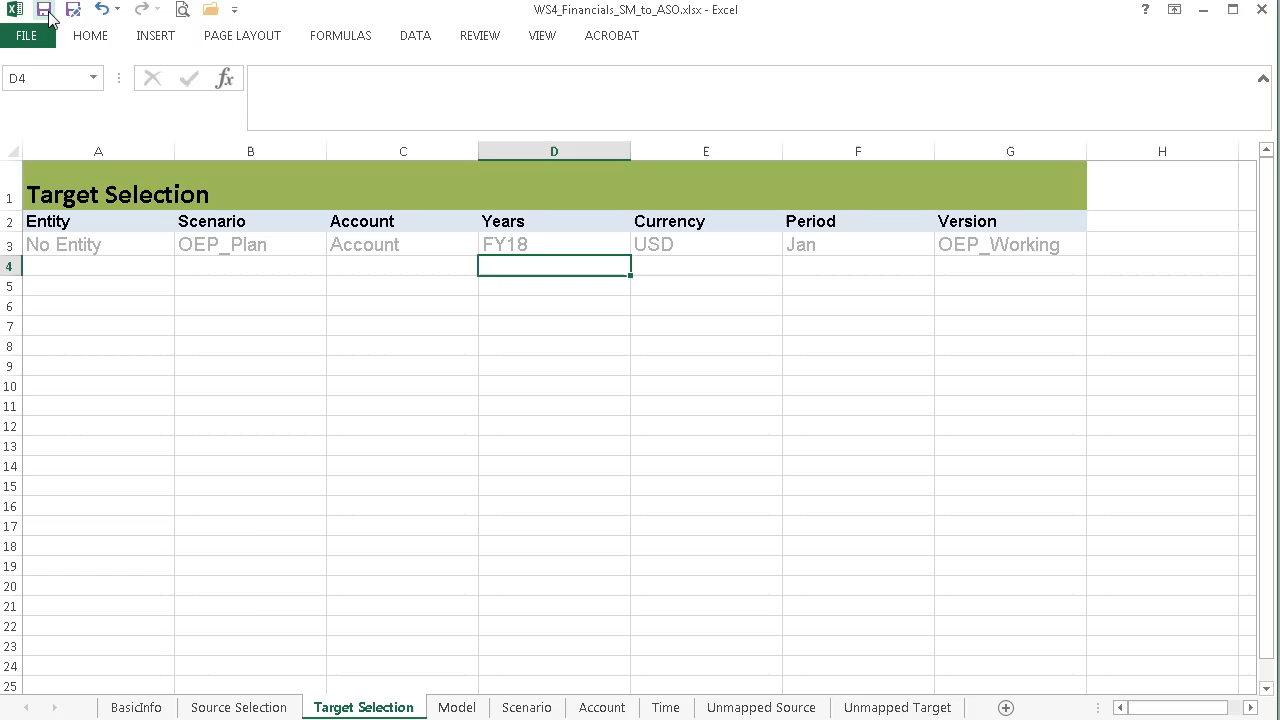 WS4_Financials_SM_to_ASO.xlsx - Excel
FILE HOME INSERT PAGE LAYOUT FORMULAS DATA REVIEW VIEW ACROBAT
D4 fx
A B C D E F G H
1 Target Selection
2 Entity Scenario Account Years Currency Period Version
3 No Entity OEP_Plan Account FY18 USD Jan OEP_Working
4
5
6
7
8
9
10
11
12
13
14
15
16
17
18
19
20
21
22
23
24
25
BasicInfo Source Selection Target Selection Model Scenario Account Time Unmapped Source Unmapped Target